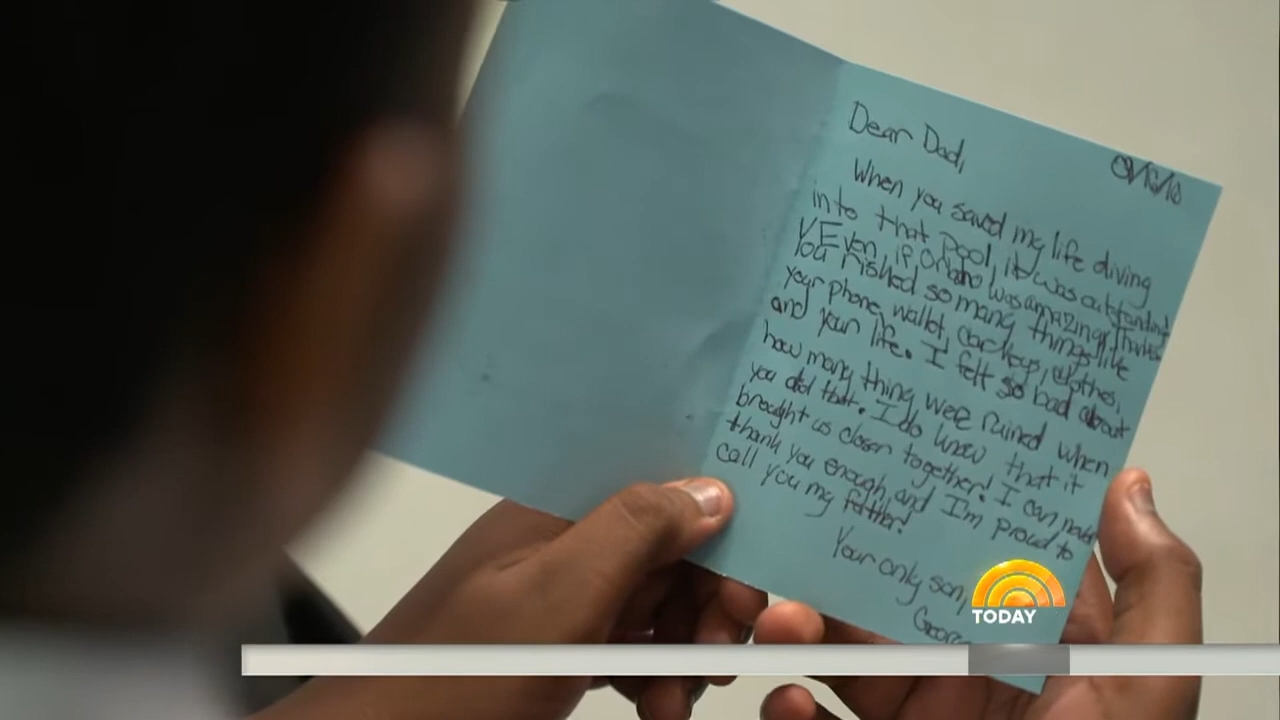 Dear Dad,
When you saved my life diving
into that pool, it was outstanding!
Even if Orlando was amazing! Thanks
You risked so many things like
your phone, wallet, car keys, clothes,
and your life. I felt so bad about
how many thing were ruined when
you did that. I do know that it
brought us closer together! I can never
thank you enough, and I'm proud to
call you my father!
Your only son,
TODAY